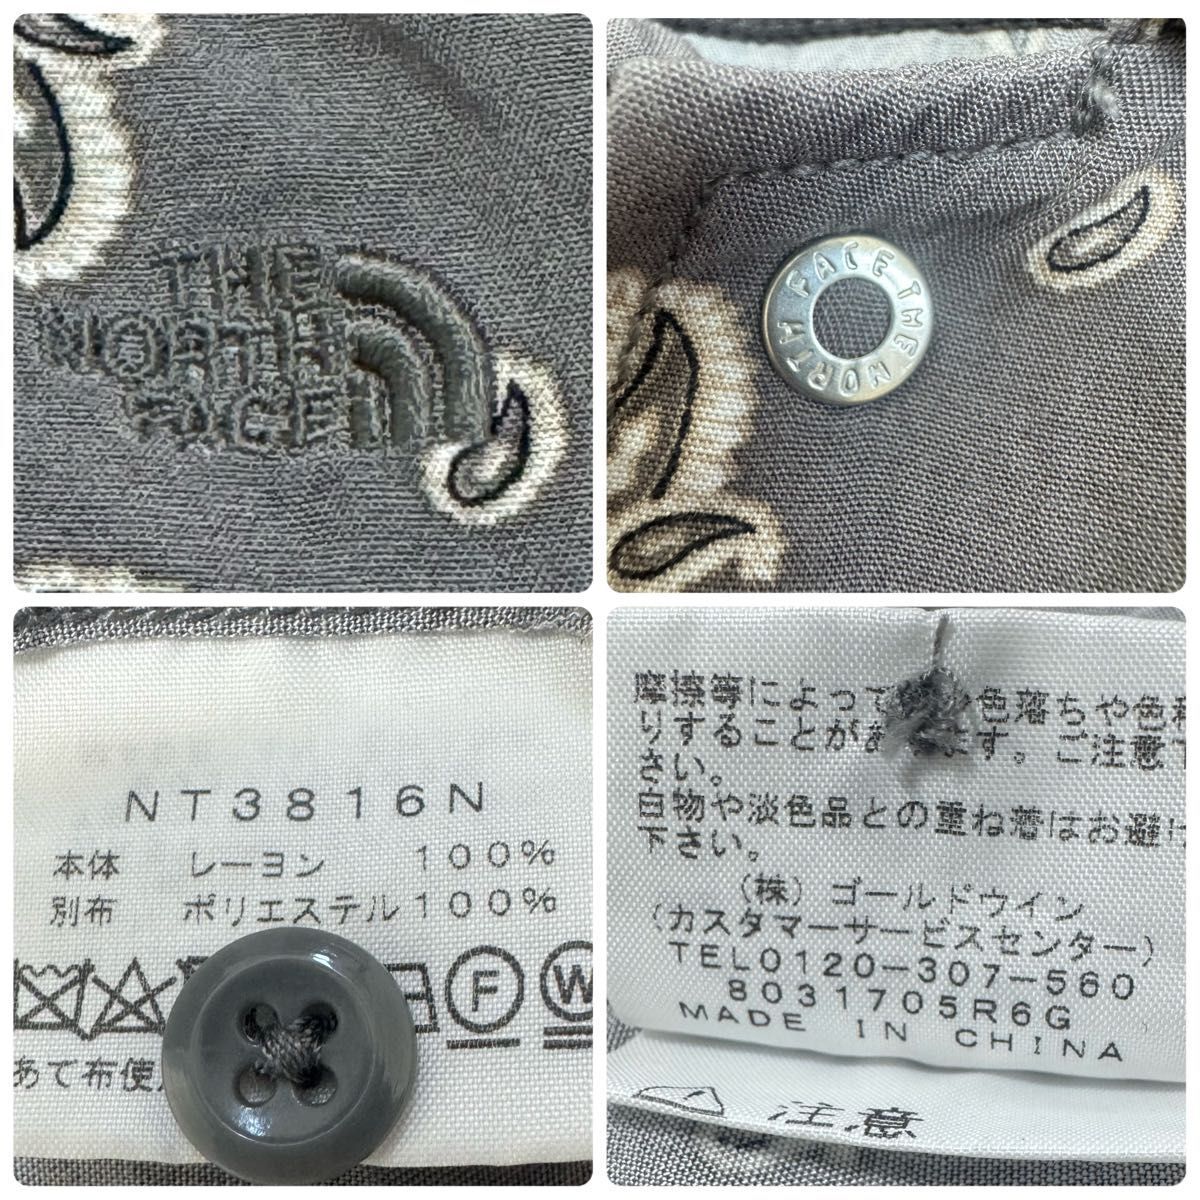 THE
NORTH
FACE
THE NORTH FACE
NT3816N
本体 レーヨン 100%
別布 ポリエステル100%
F
W
あて布使
摩擦等によって 色落ちや色
りすることが ます。ご注意下
さい。
白物や淡色品との重ね着はお避け
下さい。
(株) ゴールドウイン
(カスタマーサービスセンター)
TEL0120-307-560
8031705R6G
MADE IN CHINA
注意